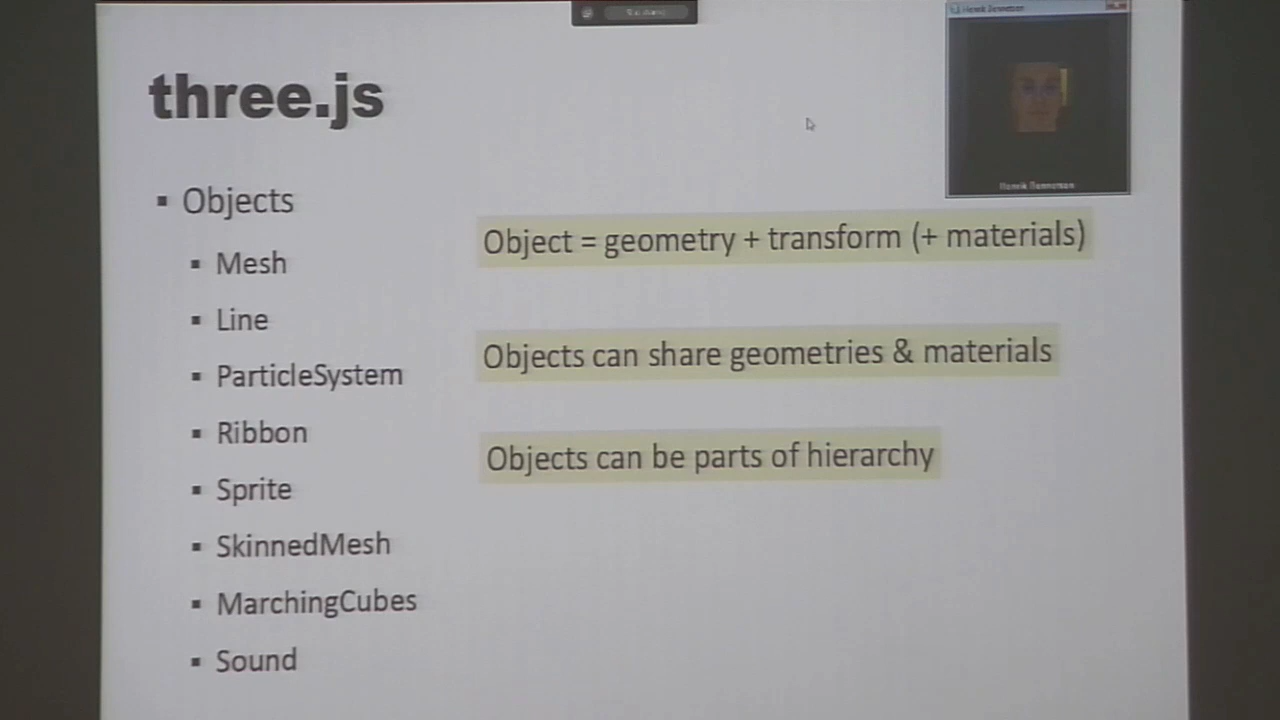 three.js
Objects
Mesh
Line
ParticleSystem
Ribbon
Sprite
SkinnedMesh
MarchingCubes
Sound
Object = geometry + transform (+ materials)
Objects can share geometries & materials
Objects can be parts of hierarchy